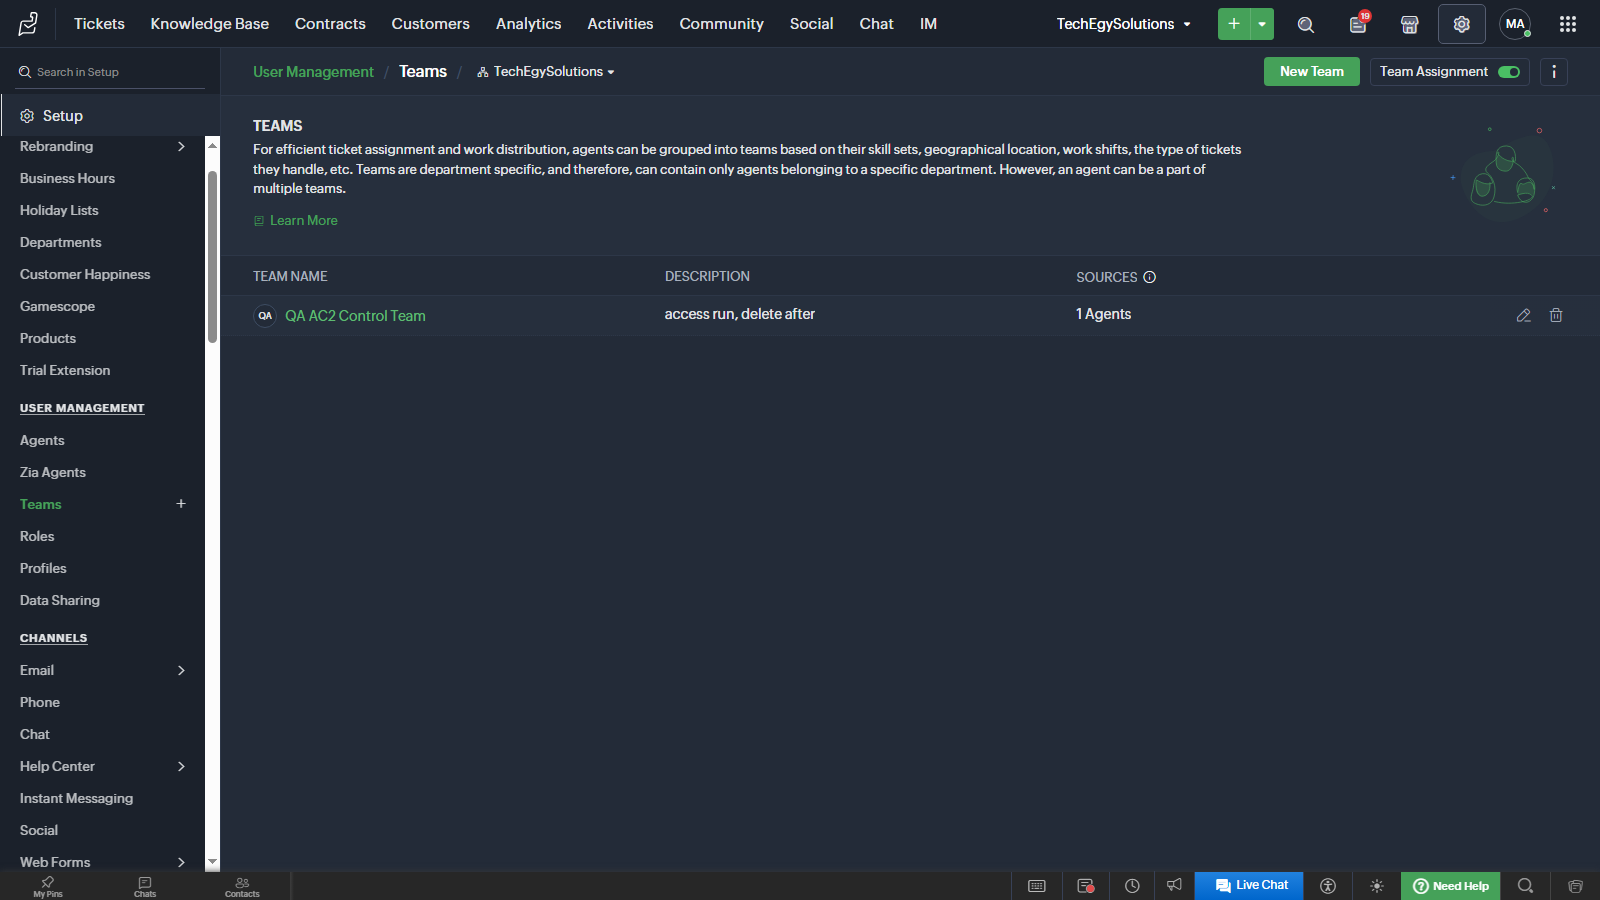 Tickets Knowledge Base Contracts Customers Analytics Activities Community Social Chat IM TechEgySolutions 19 MA
Search in Setup
User Management / Teams / TechEgySolutions New Team Team Assignment
Setup
Rebranding
Business Hours
Holiday Lists
Departments
Customer Happiness
Gamescope
Products
Trial Extension
USER MANAGEMENT
Agents
Zia Agents
Teams
Roles
Profiles
Data Sharing
CHANNELS
Email
Phone
Chat
Help Center
Instant Messaging
Social
Web Forms
TEAMS
For efficient ticket assignment and work distribution, agents can be grouped into teams based on their skill sets, geographical location, work shifts, the type of tickets
they handle, etc. Teams are department specific, and therefore, can contain only agents belonging to a specific department. However, an agent can be a part of
multiple teams.
Learn More
TEAM NAME DESCRIPTION SOURCES
QA QA AC2 Control Team access run, delete after 1 Agents
My Pins Chats Contacts Live Chat Need Help